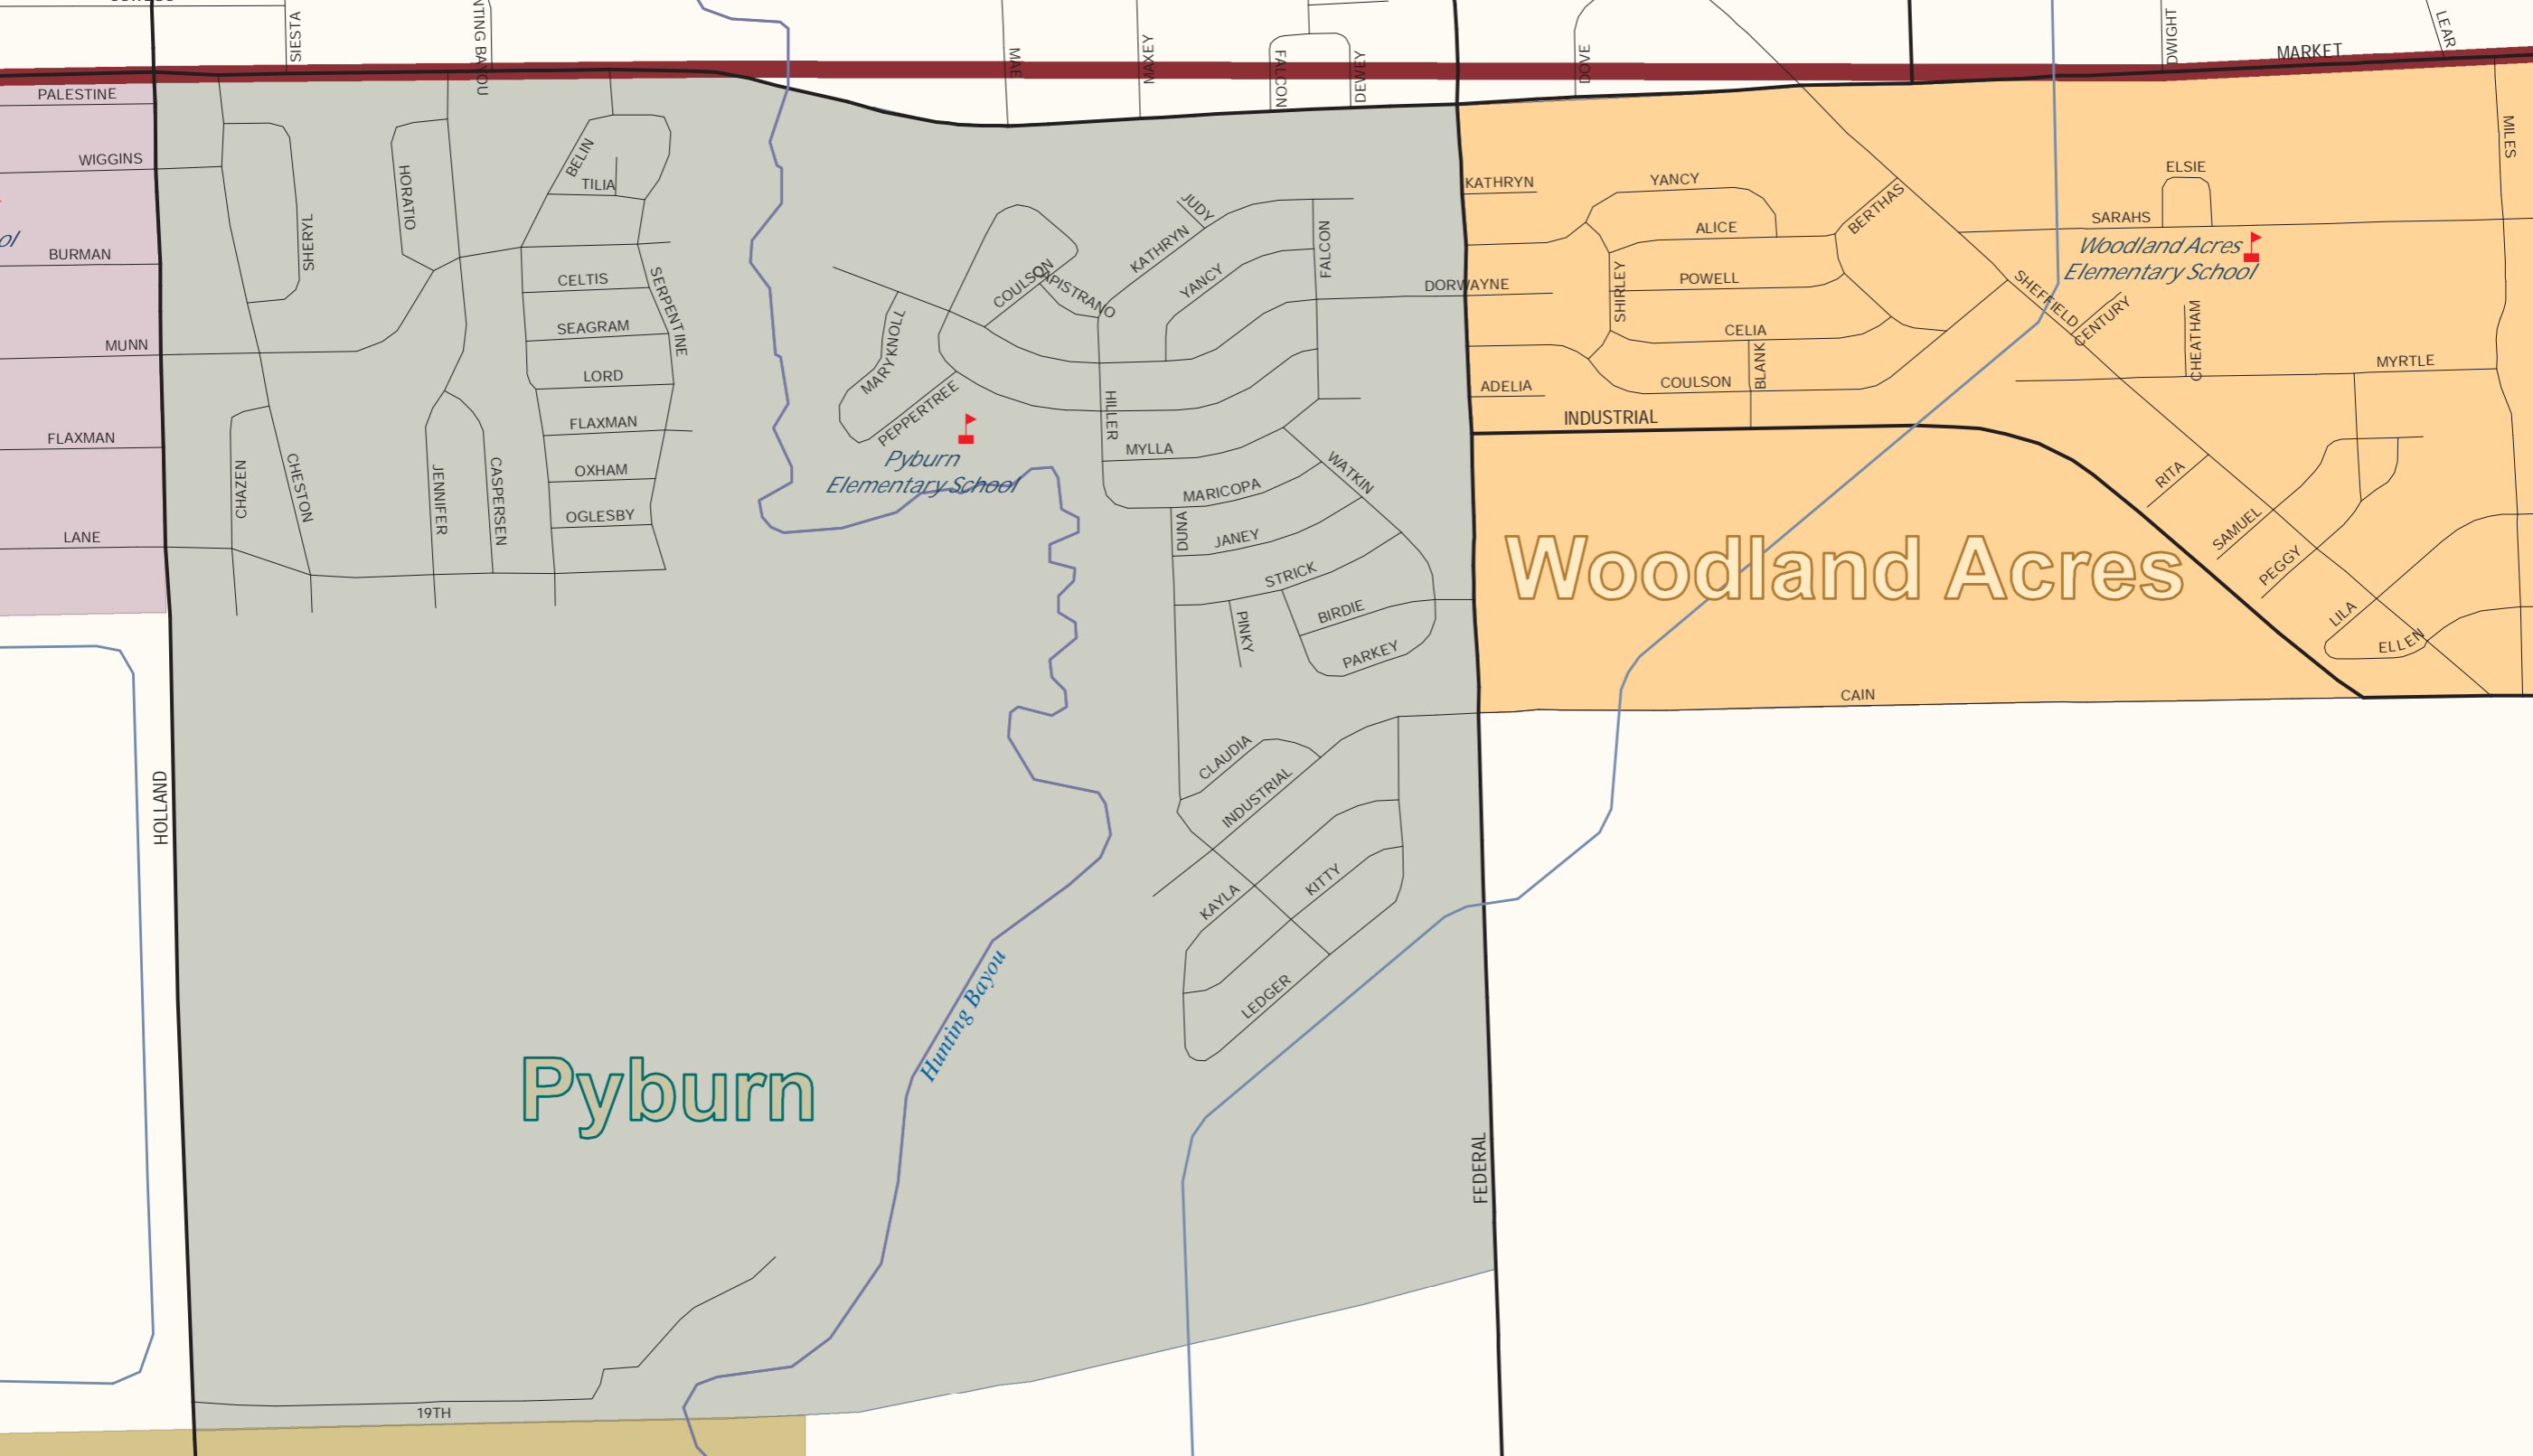 SIESTA
MAE
MAXEY
FALCON
DEWEY
DOVE
DWIGHT
MARKET
LEAR
PALESTINE
WIGGINS
BURMAN
MUNN
FLAXMAN
LANE
HOLLAND
SHERYL
HORATIO
BELIN
TILIA
CELTIS
SERPENTINE
SEAGRAM
LORD
FLAXMAN
OXHAM
OGLESBY
CHAZEN
CHESTON
JENNIFER
CASPERSEN
JUDY
KATHRYN
COULSON
CAPISTRANO
YANCY
FALCON
MARYKNOLL
PEPPERTREE
HILLER
Pyburn
Elementary School
MYLLA
MARICOPA
WATKIN
DUNA
JANEY
STRICK
PINKY
BIRDIE
PARKEY
CLAUDIA
INDUSTRIAL
KAYLA
KITTY
LEDGER
Hunting Bayou
Pyburn
FEDERAL
19TH
KATHRYN
YANCY
ALICE
BERTHAS
DORWAYNE
SHIRLEY
POWELL
CELIA
BLANK
COULSON
ADELIA
INDUSTRIAL
MILES
ELSIE
SARAHS
Woodland Acres
Elementary School
SHEFFIELD
CENTURY
CHEATHAM
MYRTLE
RITA
SAMUEL
PEGGY
LILA
ELLEN
Woodland Acres
CAIN